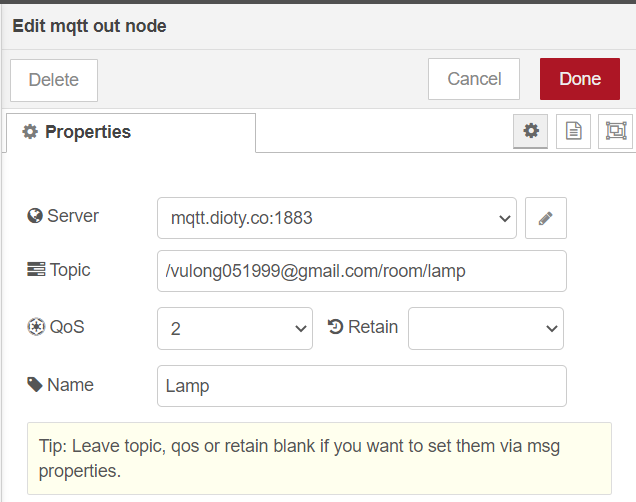 Edit mqtt out node
Delete
Cancel
Done
Properties
Server
mqtt.dioty.co:1883
Topic
/vulong051999@gmail.com/room/lamp
QoS
2
Retain
Name
Lamp
Tip: Leave topic, qos or retain blank if you want to set them via msg
properties.